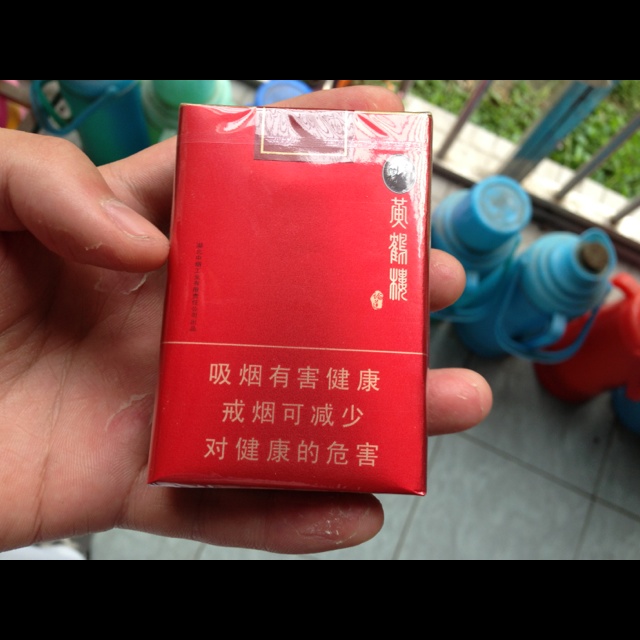 黄鹤楼
吸烟有害健康
戒烟可减少
对健康的危害